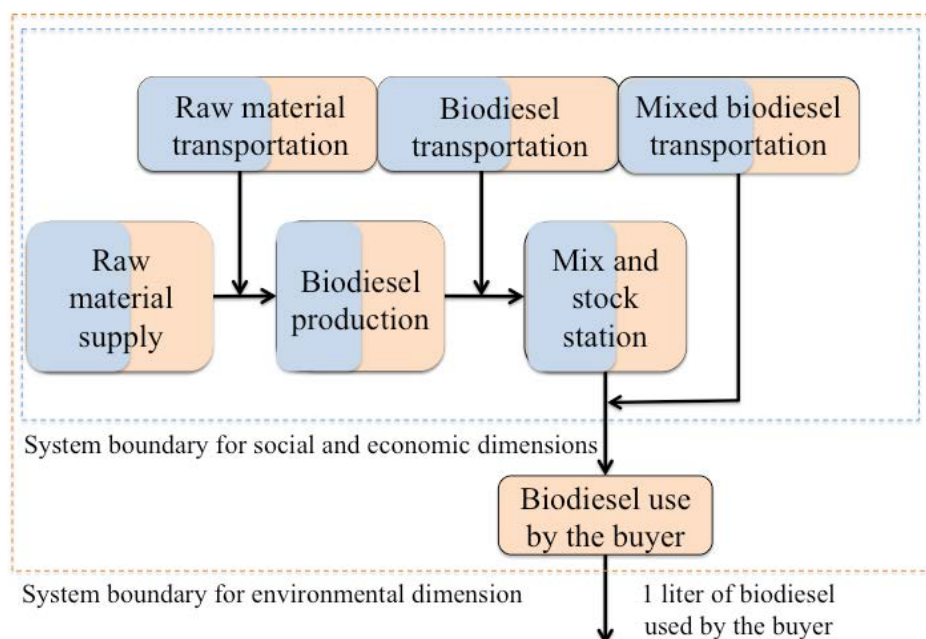 Raw material
transportation
Biodiesel
transportation
Mixed biodiesel
transportation
Raw
material
supply
Biodiesel
production
Mix and
stock
station
System boundary for social and economic dimensions
Biodiesel use
by the buyer
System boundary for environmental dimension
1 liter of biodiesel
used by the buyer